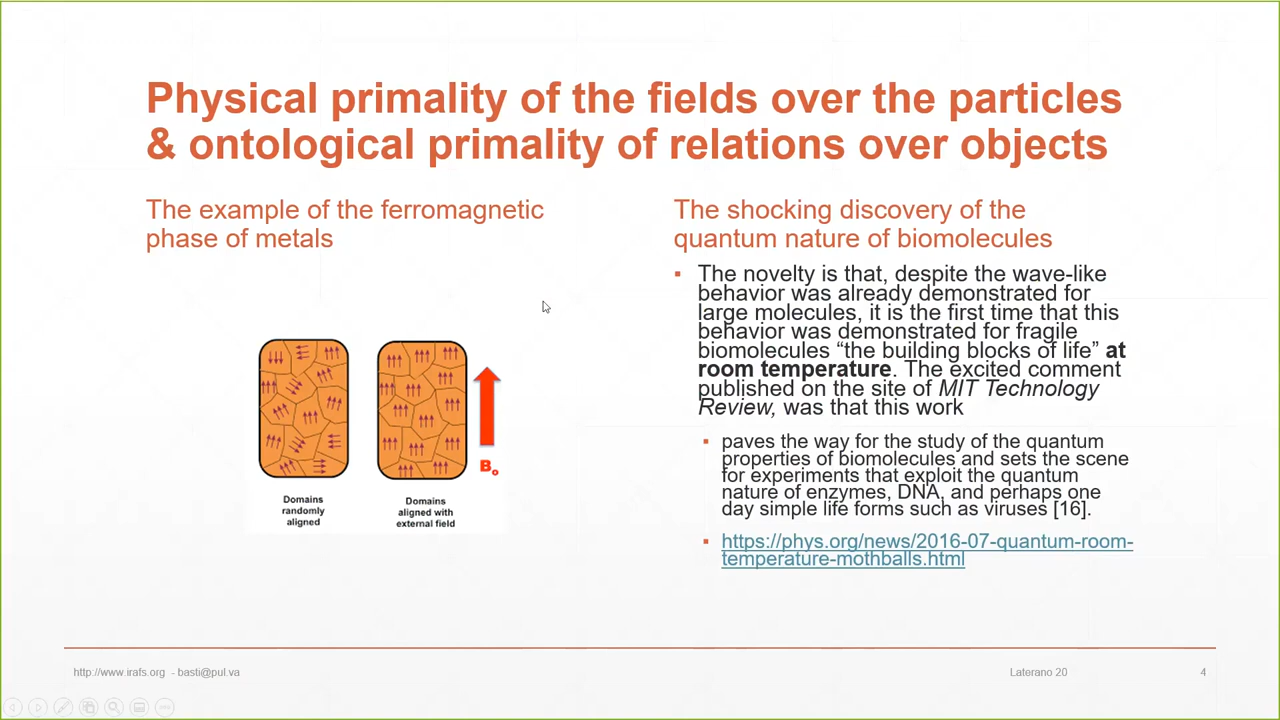 Physical primality of the fields over the particles
& ontological primality of relations over objects
The example of the ferromagnetic
phase of metals
Domains
randomly
aligned
Domains
aligned with
external field
B₀
The shocking discovery of the
quantum nature of biomolecules
The novelty is that, despite the wave-like
behavior was already demonstrated for
large molecules, it is the first time that this
behavior was demonstrated for fragile
biomolecules “the building blocks of life” at
room temperature. The excited comment
published on the site of MIT Technology
Review, was that this work
paves the way for the study of the quantum
properties of biomolecules and sets the scene
for experiments that exploit the quantum
nature of enzymes, DNA, and perhaps one
day simple life forms such as viruses [16].
https://phys.org/news/2016-07-quantum-room-
temperature-mothballs.html
http://www.irafs.org - basti@pul.va
Laterano 20
4